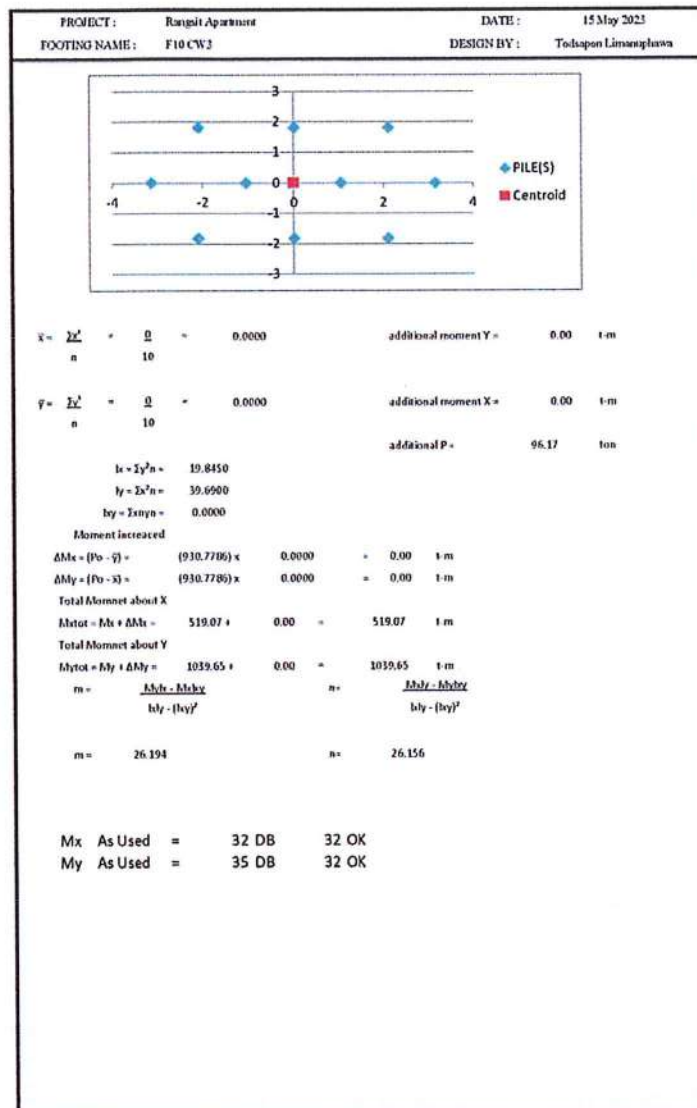 PROJECT : Rangsit Apartment DATE : 15 May 2023
FOOTING NAME : F10 CW3 DESIGN BY : Todsapon Limanuphawa
3
2
1
0
-4 -2 0 2 4
-1
-2
-3
PILE(S)
Centroid
x̄ = Σx' = 0 = 0.0000 additional moment Y = 0.00 t-m
n 10
ȳ = Σy' = 0 = 0.0000 additional moment X = 0.00 t-m
n 10
additional P = 96.17 ton
Ix = Σy²n = 19.8450
Iy = Σx²n = 39.6900
Ixy = Σxnyn = 0.0000
Moment increaced
ΔMx = (Po - ȳ) = (930.7786) x 0.0000 = 0.00 t-m
ΔMy = (Po - x̄) = (930.7786) x 0.0000 = 0.00 t-m
Total Momnet about X
Mxtot = Mx + ΔMx = 519.07 + 0.00 = 519.07 t-m
Total Momnet about Y
Mytot = My + ΔMy = 1039.65 + 0.00 = 1039.65 t-m
m = MyIx - MxIxy n= MxIy - MyIxy
IxIy - (Ixy)² IxIy - (Ixy)²
m = 26.194 n= 26.156
Mx As Used = 32 DB 32 OK
My As Used = 35 DB 32 OK